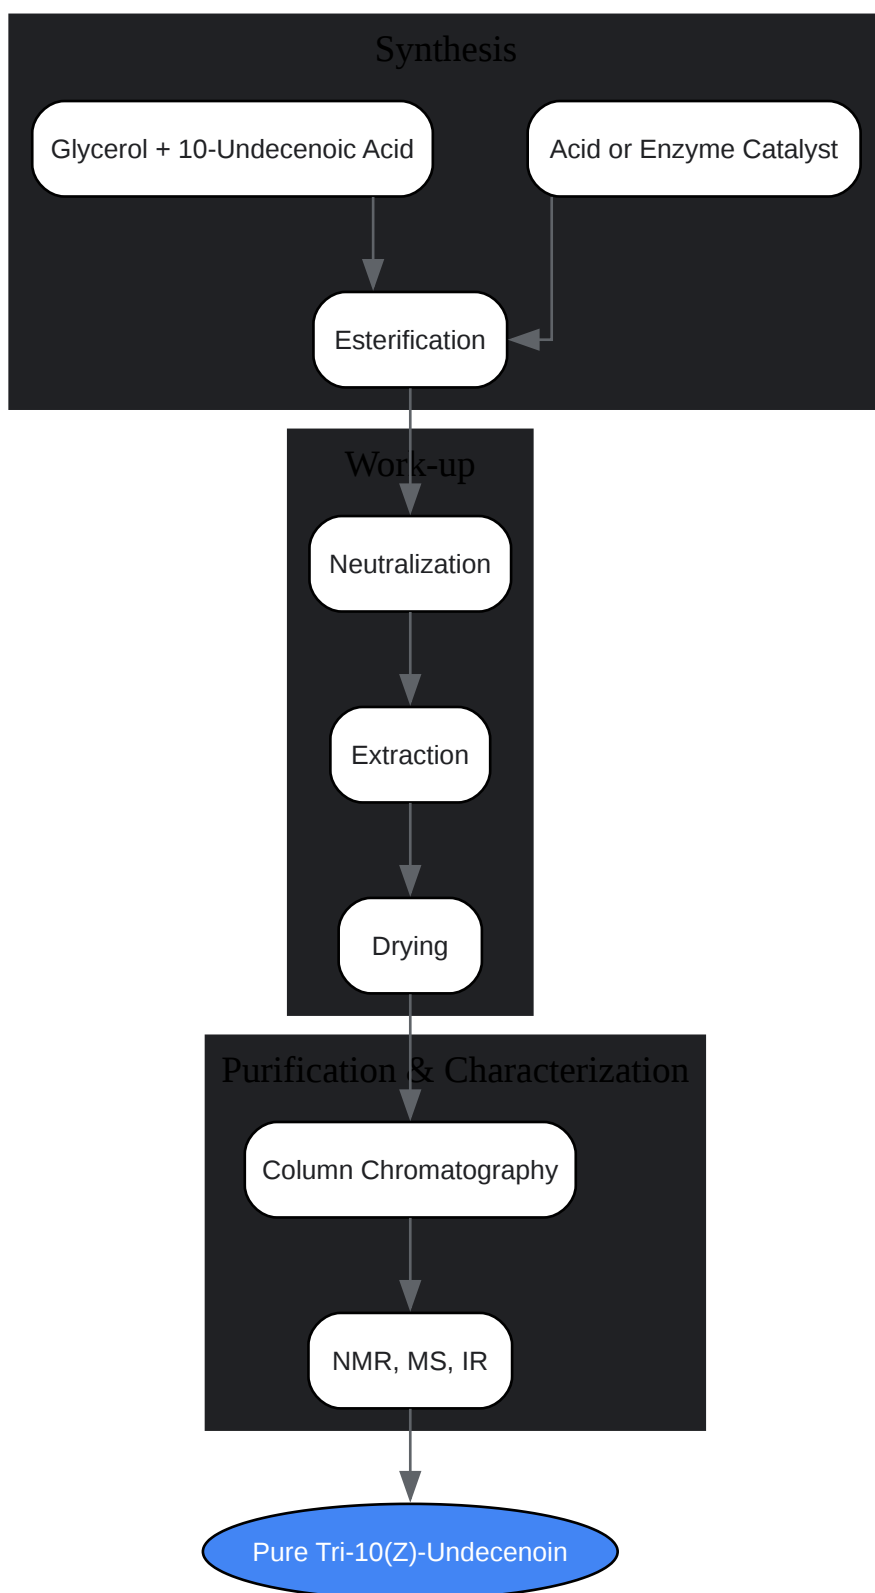 Synthesis
Glycerol + 10-Undecenoic Acid
Acid or Enzyme Catalyst
Esterification
Work-up
Neutralization
Extraction
Drying
Purification & Characterization
Column Chromatography
NMR, MS, IR
Pure Tri-10(Z)-Undecenoin